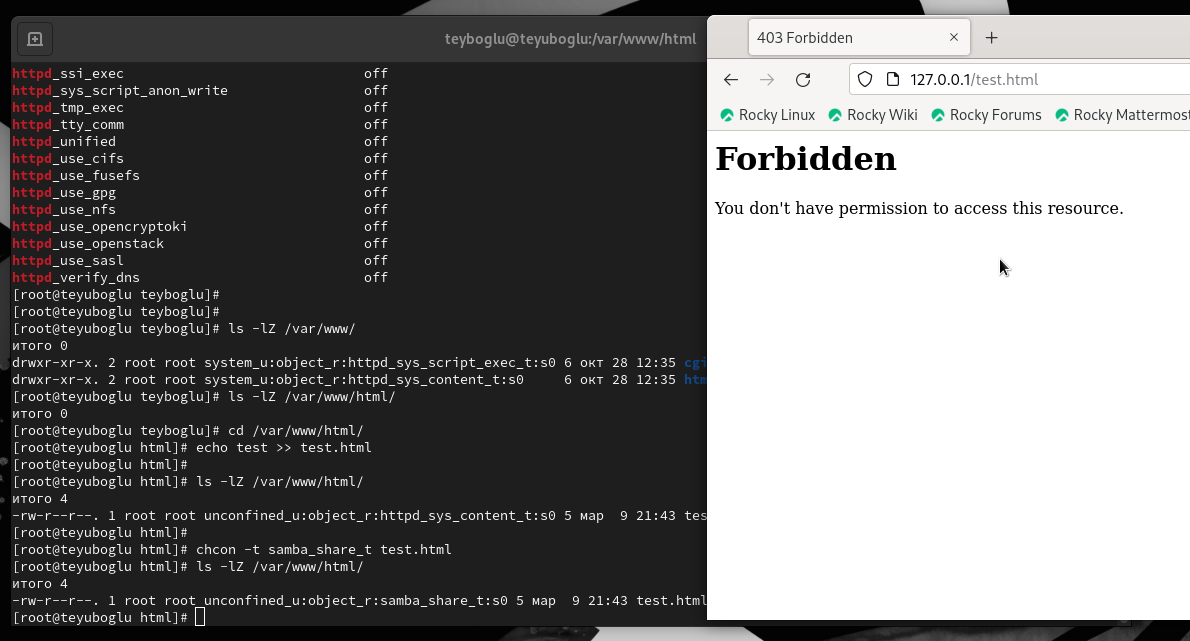 teyboglu@teyuboglu:/var/www/html
httpd_ssi_exec                              off
httpd_sys_script_anon_write                 off
httpd_tmp_exec                              off
httpd_tty_comm                              off
httpd_unified                               off
httpd_use_cifs                              off
httpd_use_fusefs                            off
httpd_use_gpg                               off
httpd_use_nfs                               off
httpd_use_opencryptoki                      off
httpd_use_openstack                         off
httpd_use_sasl                              off
httpd_verify_dns                            off
[root@teyuboglu teyboglu]#
[root@teyuboglu teyboglu]#
[root@teyuboglu teyboglu]# ls -lZ /var/www/
итого 0
drwxr-xr-x. 2 root root system_u:object_r:httpd_sys_script_exec_t:s0 6 окт 28 12:35 cgi
drwxr-xr-x. 2 root root system_u:object_r:httpd_sys_content_t:s0     6 окт 28 12:35 htm
[root@teyuboglu teyboglu]# ls -lZ /var/www/html/
итого 0
[root@teyuboglu teyboglu]# cd /var/www/html/
[root@teyuboglu html]# echo test >> test.html
[root@teyuboglu html]#
[root@teyuboglu html]# ls -lZ /var/www/html/
итого 4
-rw-r--r--. 1 root root unconfined_u:object_r:httpd_sys_content_t:s0 5 мар  9 21:43 tes
[root@teyuboglu html]#
[root@teyuboglu html]# chcon -t samba_share_t test.html
[root@teyuboglu html]# ls -lZ /var/www/html/
итого 4
-rw-r--r--. 1 root root unconfined_u:object_r:samba_share_t:s0 5 мар  9 21:43 test.html
[root@teyuboglu html]#
403 Forbidden
127.0.0.1/test.html
Rocky Linux Rocky Wiki Rocky Forums Rocky Mattermost
Forbidden
You don't have permission to access this resource.